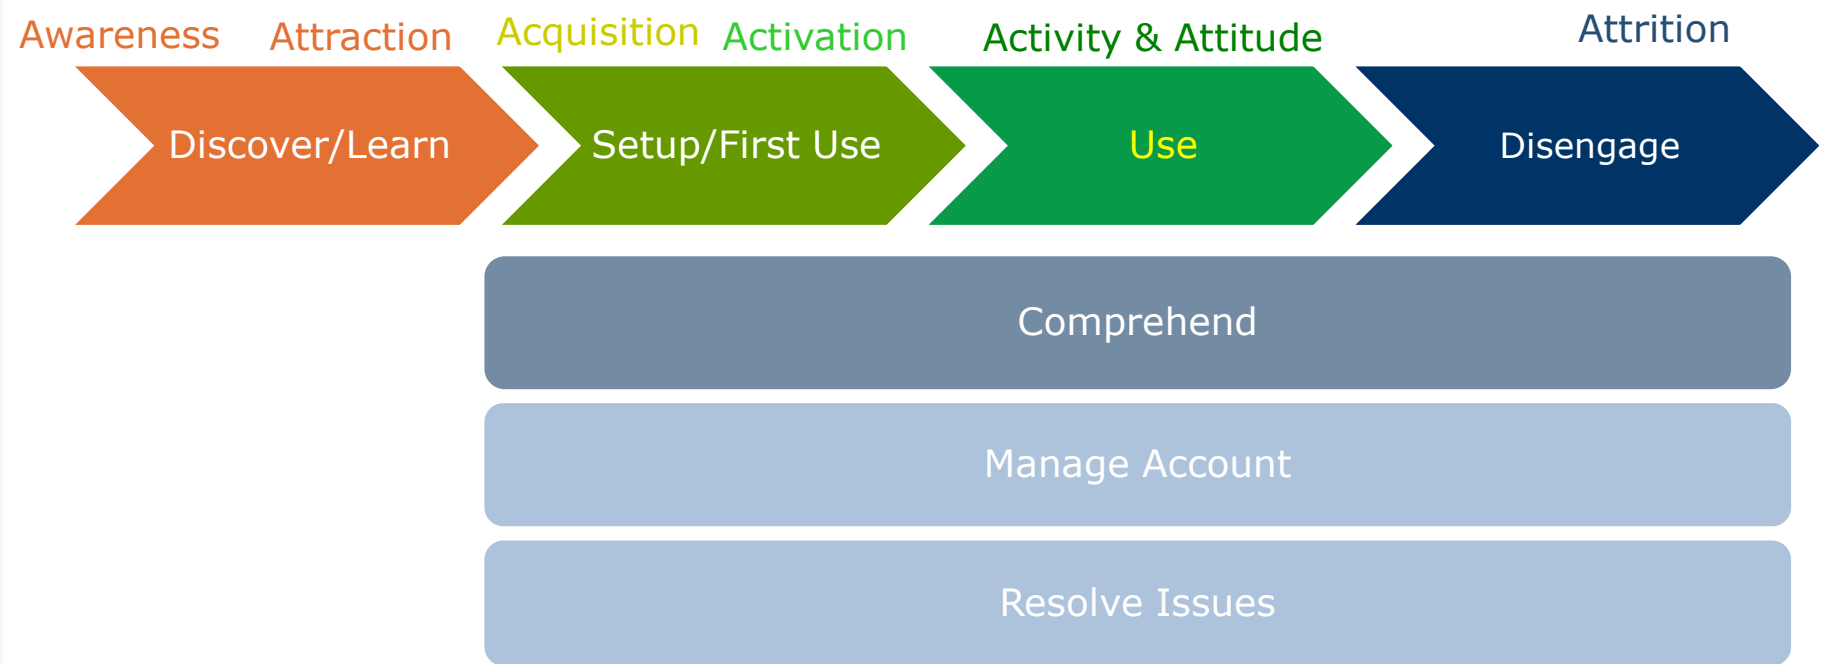 Awareness Attraction Acquisition Activation Activity & Attitude Attrition
Discover/Learn Setup/First Use Use Disengage
Comprehend
Manage Account
Resolve Issues